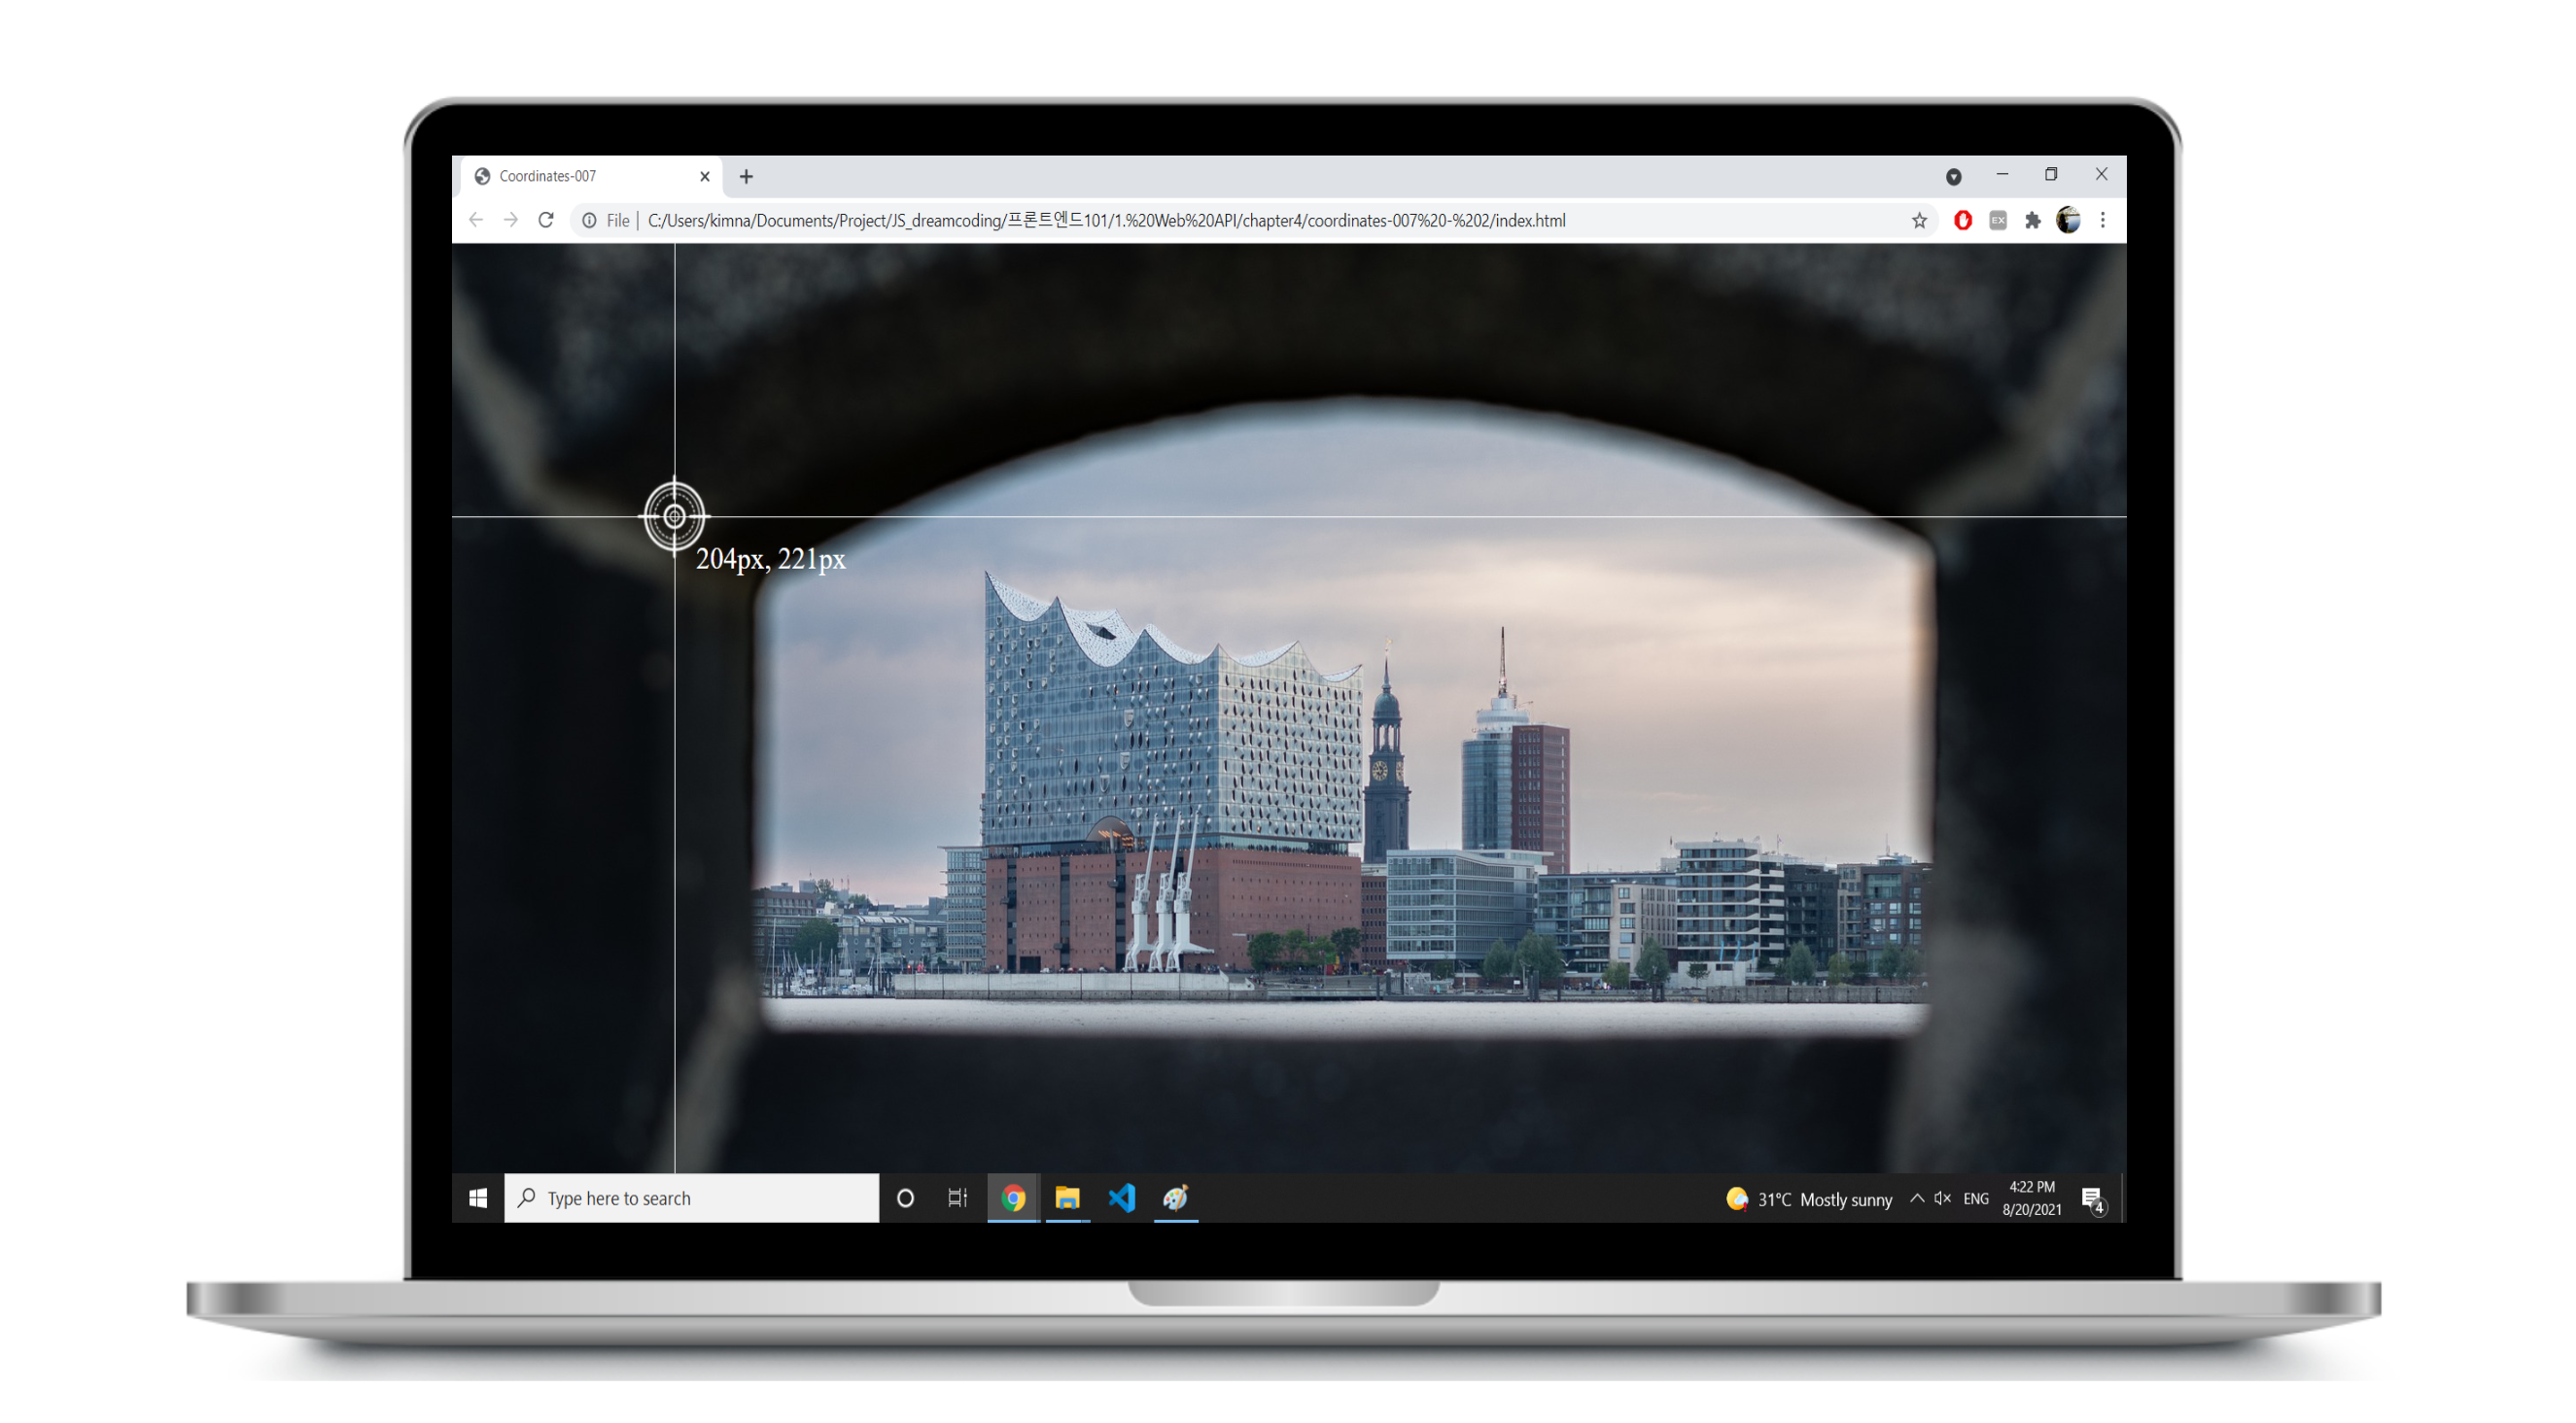 Coordinates-007
File | C:/Users/kimna/Documents/Project/JS_dreamcoding/프론트엔드101/1.%20Web%20API/chapter4/coordinates-007%20-%202/index.html
EX
204px, 221px
Type here to search
31°C Mostly sunny
ENG
4:22 PM
8/20/2021
4